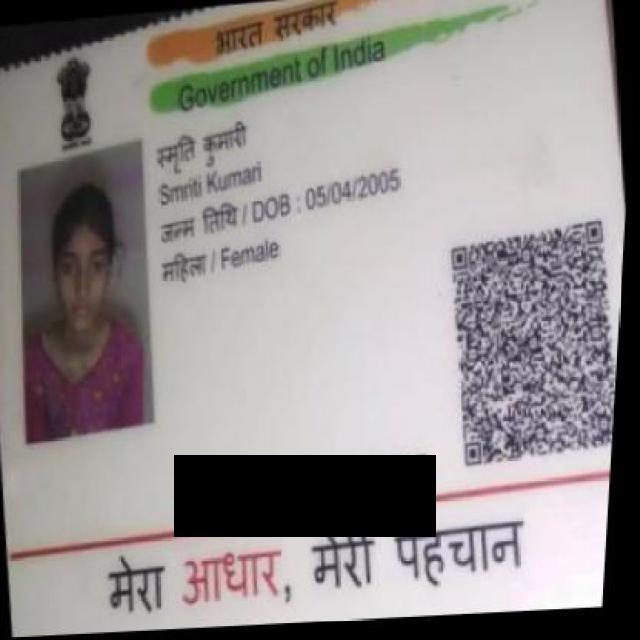 भारत सरकार
Government of India
स्मृति कुमारी
Smriti Kumari
जन्म तिथि / DOB : 05/04/2005
महिला / Female
मेरा आधार, मेरी पहचान